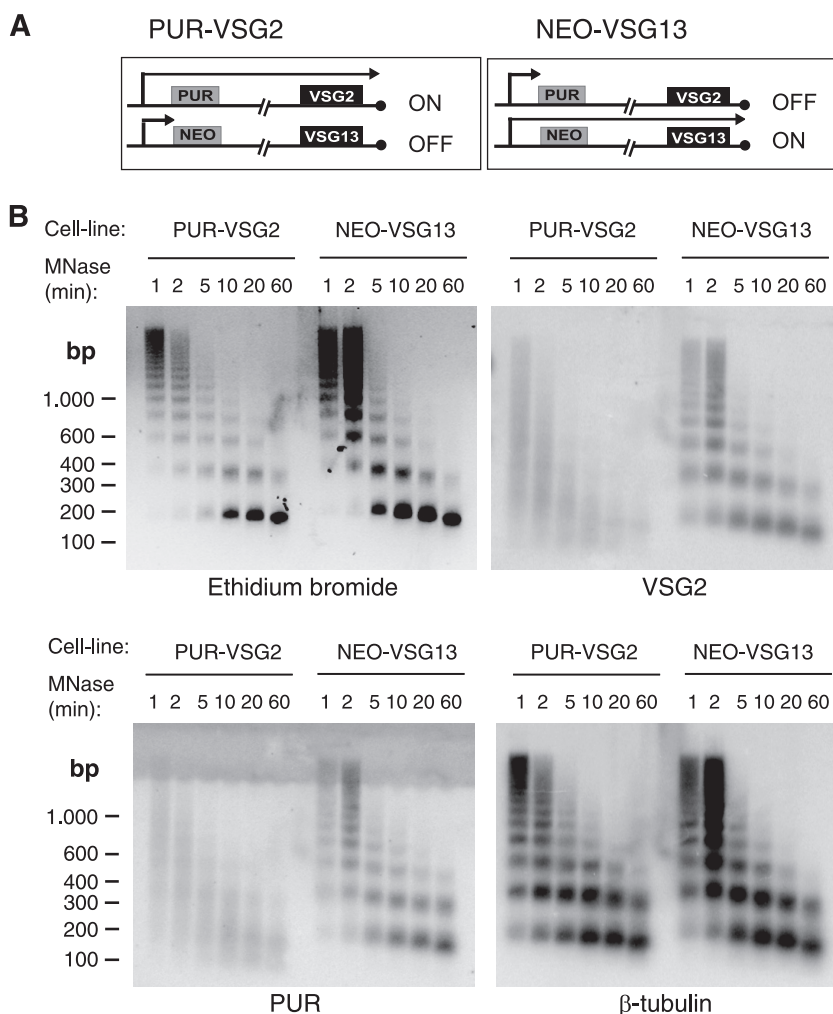 A
PUR-VSG2 NEO-VSG13
PUR VSG2 ON
NEO VSG13 OFF
PUR VSG2 OFF
NEO VSG13 ON
B
Cell-line: PUR-VSG2 NEO-VSG13 PUR-VSG2 NEO-VSG13
MNase
(min): 1 2 5 10 20 60 1 2 5 10 20 60 1 2 5 10 20 60 1 2 5 10 20 60
bp
1.000
600
400
300
200
100
Ethidium bromide VSG2
Cell-line: PUR-VSG2 NEO-VSG13 PUR-VSG2 NEO-VSG13
MNase
(min): 1 2 5 10 20 60 1 2 5 10 20 60 1 2 5 10 20 60 1 2 5 10 20 60
bp
1.000
600
400
300
200
100
PUR β-tubulin